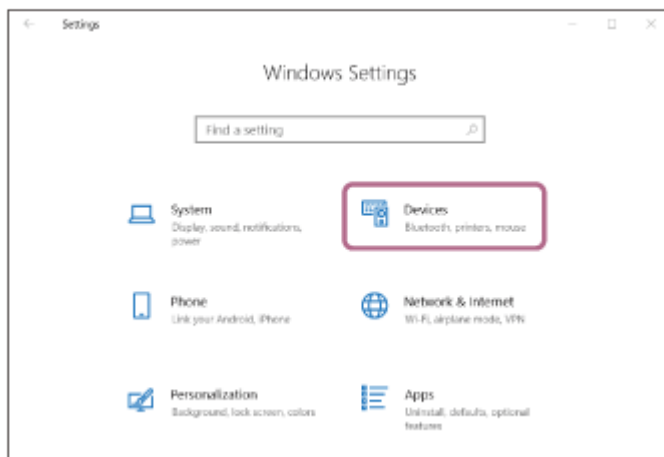 Settings
Windows Settings
Find a setting
System
Display, sound, notifications,
power
Devices
Bluetooth, printers, mouse
Phone
Link your Android, iPhone
Network & Internet
Wi-Fi, airplane mode, VPN
Personalization
Background, lock screen, colors
Apps
Uninstall, defaults, optional
features